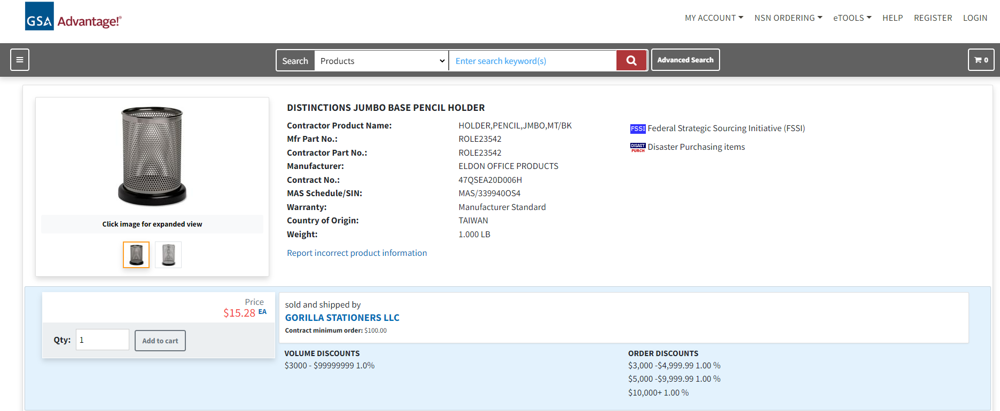 GSA Advantage!®
MY ACCOUNT NSN ORDERING eTOOLS HELP REGISTER LOGIN
Search Products Enter search keyword(s) Advanced Search 0
DISTINCTIONS JUMBO BASE PENCIL HOLDER
Contractor Product Name: HOLDER,PENCIL,JMBO,MT/BK
Mfr Part No.: ROLE23542
Contractor Part No.: ROLE23542
Manufacturer: ELDON OFFICE PRODUCTS
Contract No.: 47QSEA20D006H
MAS Schedule/SIN: MAS/339940OS4
Warranty: Manufacturer Standard
Country of Origin: TAIWAN
Weight: 1.000 LB
Report incorrect product information
FSSI Federal Strategic Sourcing Initiative (FSSI)
DISAST PURCH Disaster Purchasing items
Click image for expanded view
Price
$15.28 EA
Qty: 1 Add to cart
sold and shipped by
GORILLA STATIONERS LLC
Contract minimum order: $100.00
VOLUME DISCOUNTS
$3000 - $99999999 1.0%
ORDER DISCOUNTS
$3,000 -$4,999.99 1.00 %
$5,000 -$9,999.99 1.00 %
$10,000+ 1.00 %